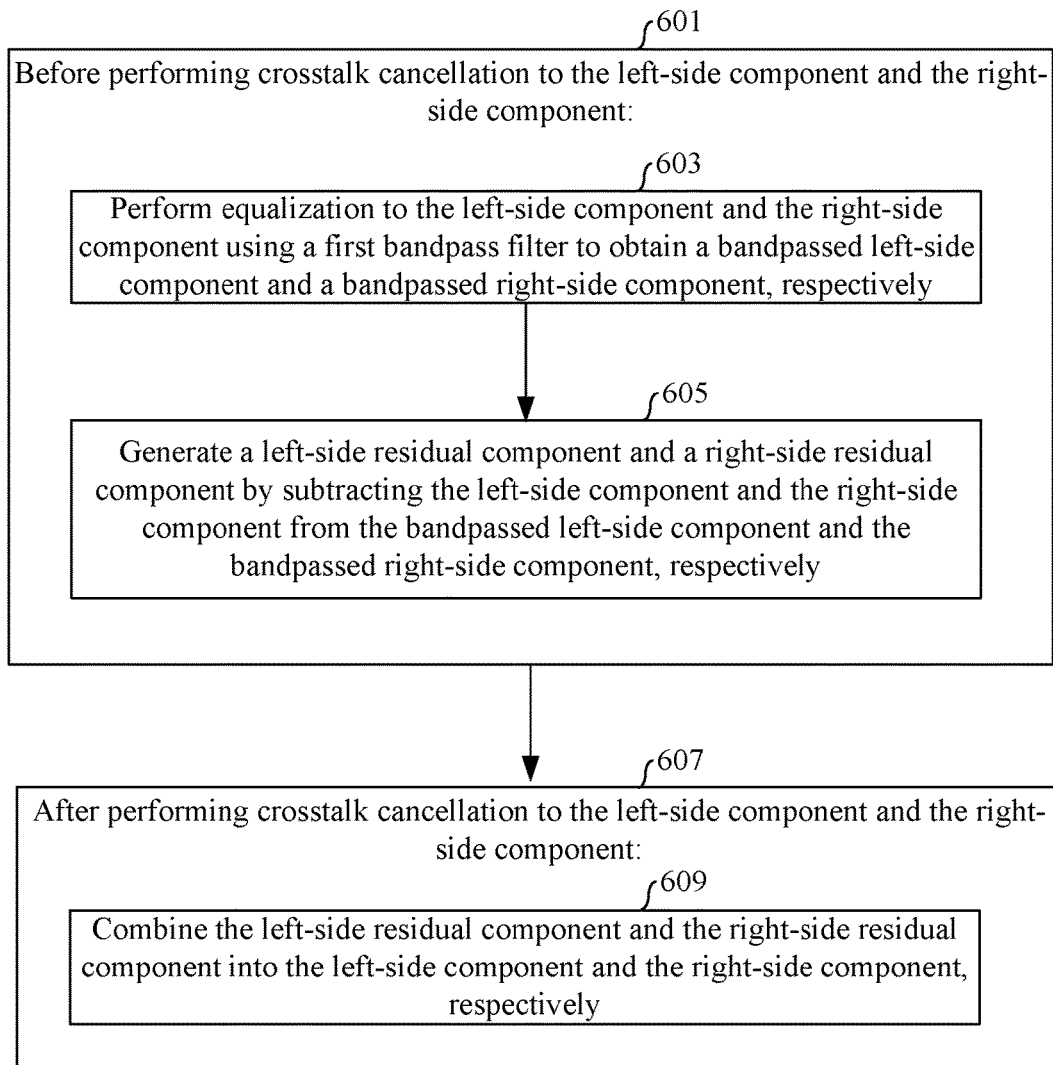 601
Before performing crosstalk cancellation to the left-side component and the right-
side component:
603
Perform equalization to the left-side component and the right-side
component using a first bandpass filter to obtain a bandpassed left-side
component and a bandpassed right-side component, respectively
605
Generate a left-side residual component and a right-side residual
component by subtracting the left-side component and the right-side
component from the bandpassed left-side component and the
bandpassed right-side component, respectively
607
After performing crosstalk cancellation to the left-side component and the right-
side component:
609
Combine the left-side residual component and the right-side residual
component into the left-side component and the right-side component,
respectively